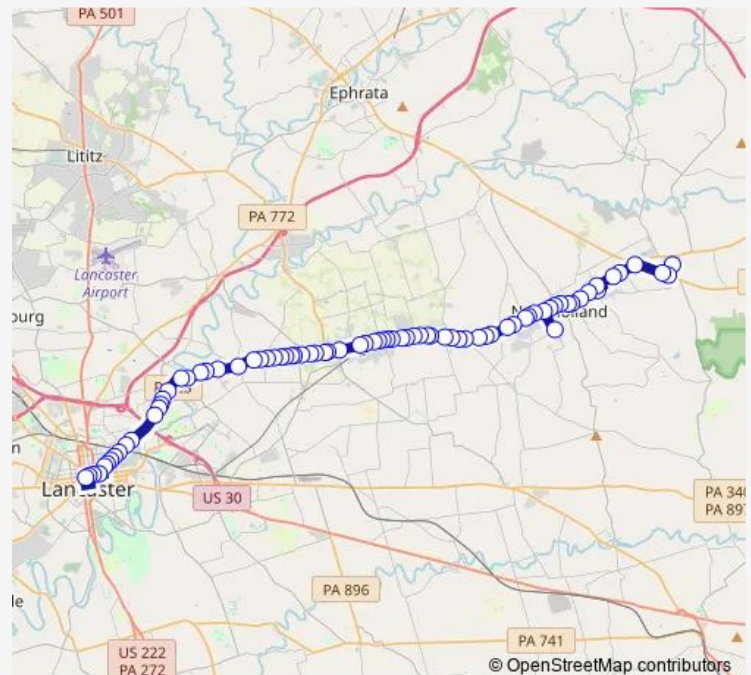 PA 501
Ephrata
Lititz
PA 772
Lancaster
Airport
burg
US 30
Lancaster
PA 340
PA 897
PA 896
le
PA 741
US 222
PA 272
© OpenStreetMap contributors